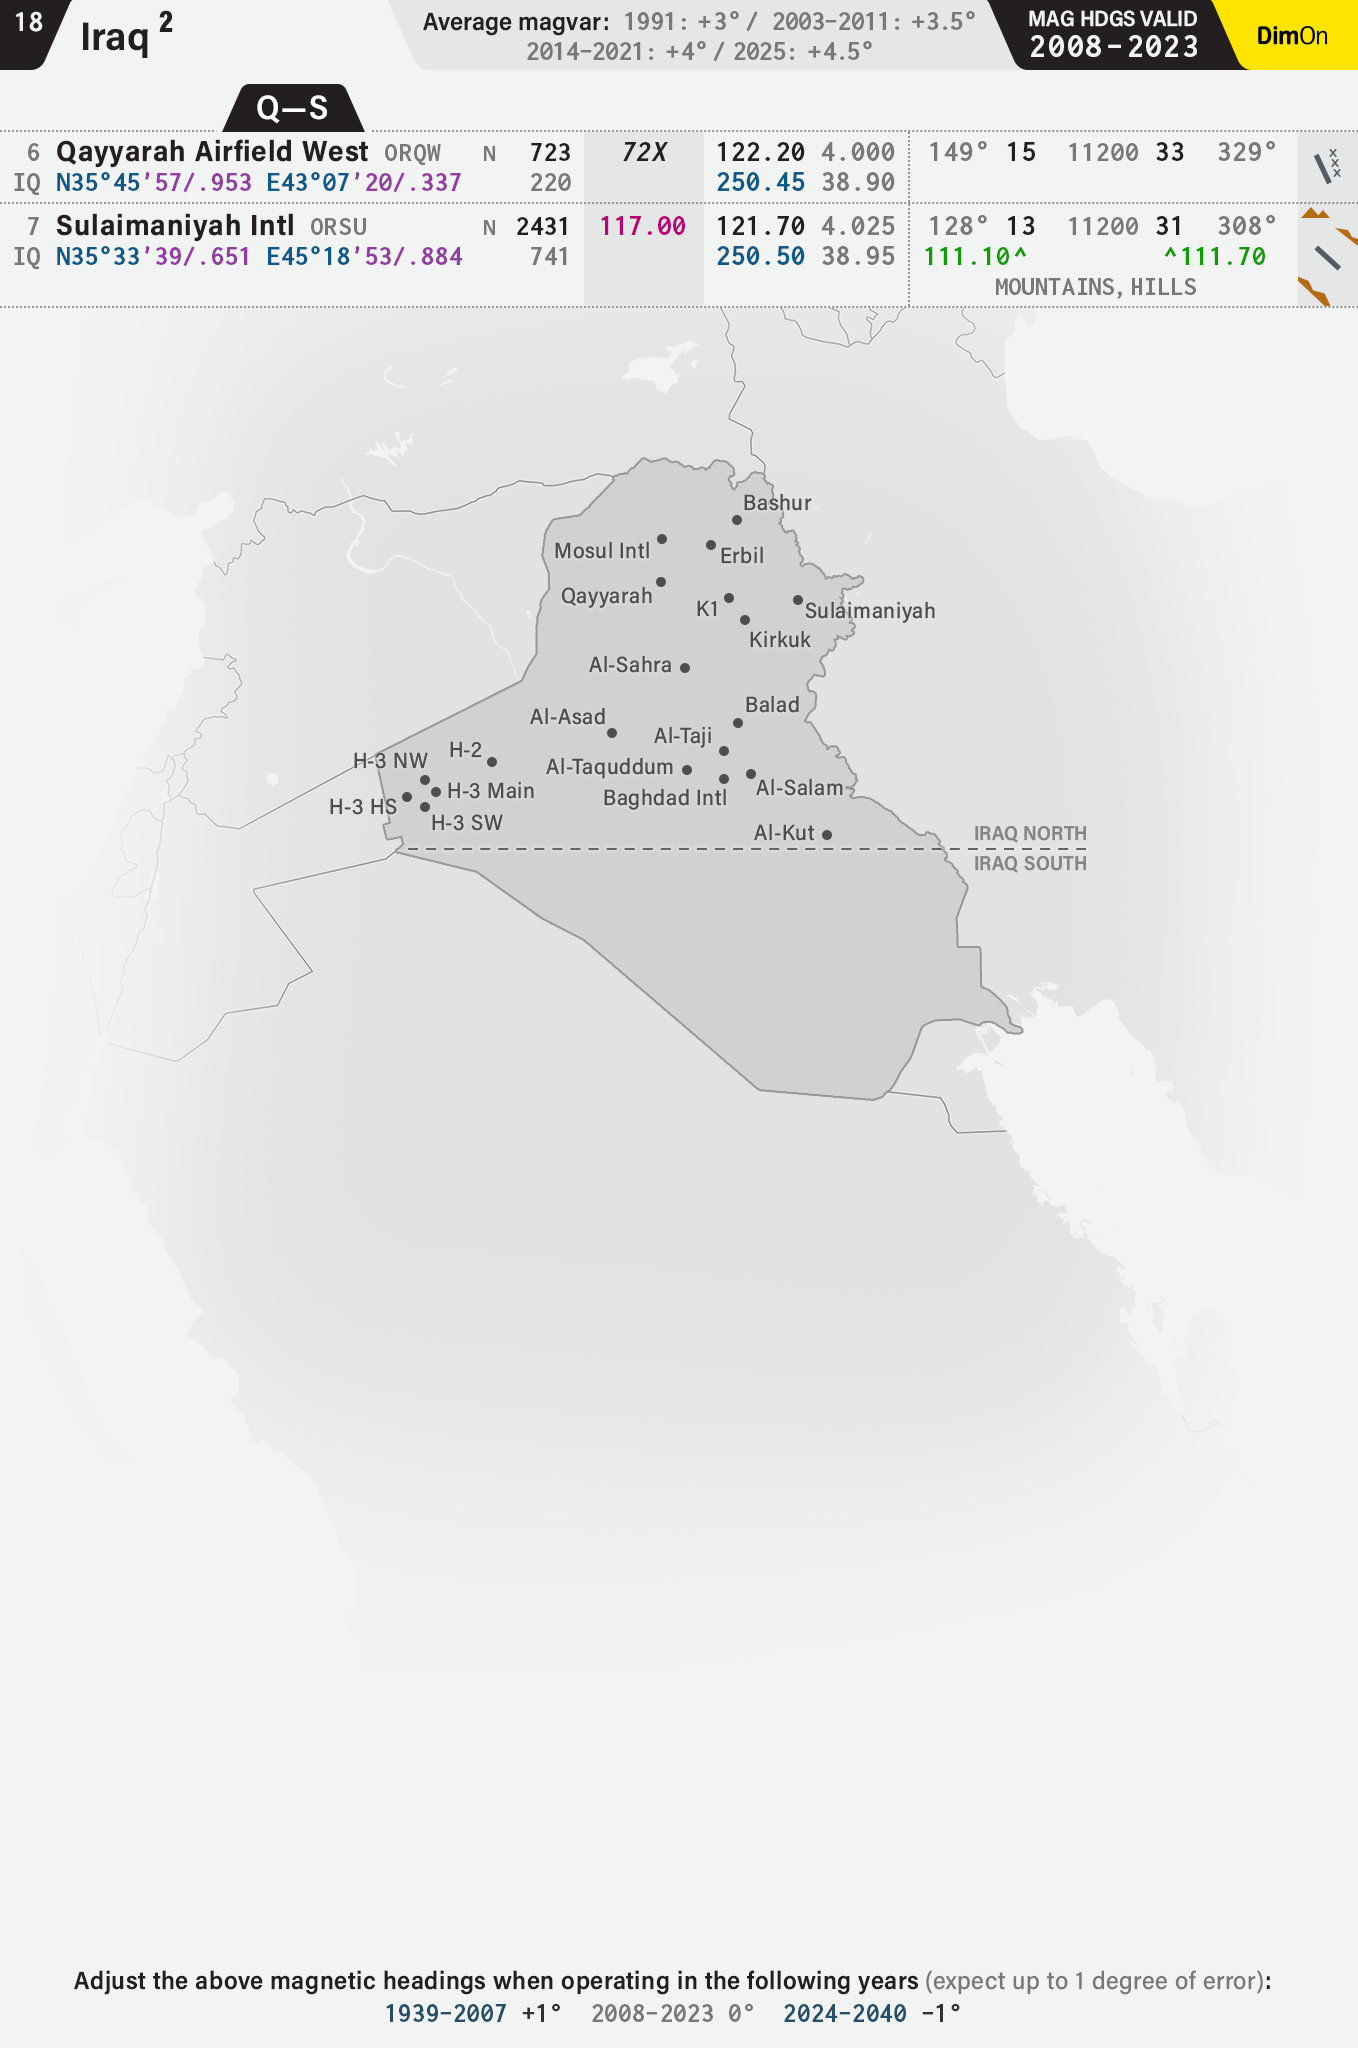 18 Iraq 2 Average magvar: 1991: +3° / 2003–2011: +3.5° MAG HDGS VALID DimOn
2014–2021: +4° / 2025: +4.5° 2008–2023
Q—S
6 Qayyarah Airfield West ORQW N 723 72X 122.20 4.000 149° 15 11200 33 329°
IQ N35°45'57/.953 E43°07'20/.337 220 250.45 38.90
7 Sulaimaniyah Intl ORSU N 2431 117.00 121.70 4.025 128° 13 11200 31 308°
IQ N35°33'39/.651 E45°18'53/.884 741 250.50 38.95 111.10^ ^111.70
MOUNTAINS, HILLS
Bashur
Mosul Intl
Erbil
Qayyarah
K1
Sulaimaniyah
Kirkuk
Al-Sahra
Balad
Al-Asad
Al-Taji
H-2
H-3 NW
Al-Taquddum
H-3 Main
Al-Salam
Baghdad Intl
H-3 HS
H-3 SW
Al-Kut
IRAQ NORTH
IRAQ SOUTH
Adjust the above magnetic headings when operating in the following years (expect up to 1 degree of error):
1939–2007 +1° 2008–2023 0° 2024–2040 −1°